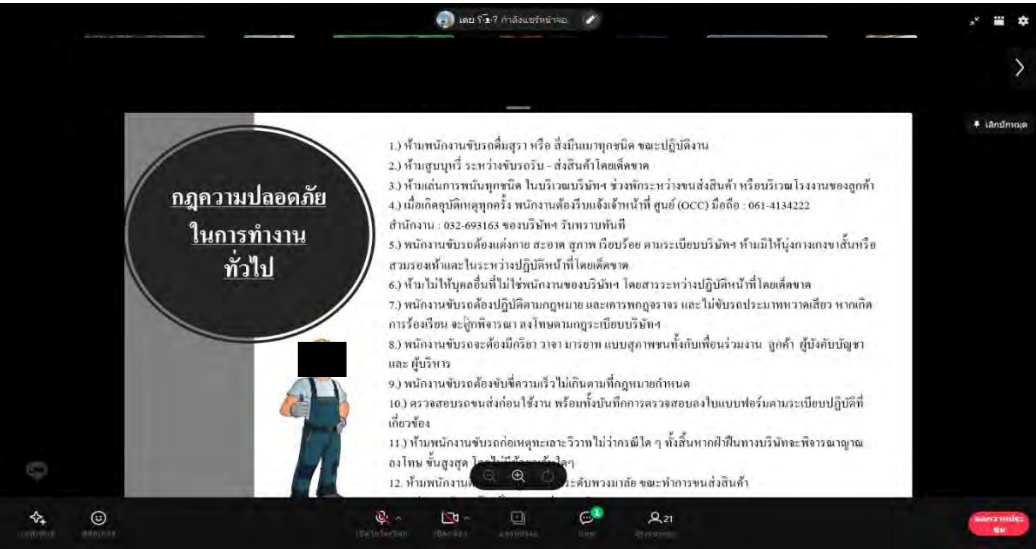 กำลังแชร์หน้าจอ
เลิกปักหมุด
กฎความปลอดภัย
ในการทำงาน
ทั่วไป
1.) ห้ามพนักงานขับรถดื่มสุรา หรือ สิ่งมึนเมาทุกชนิด ขณะปฏิบัติงาน
2.) ห้ามสูบบุหรี่ ระหว่างขับรถรับ - ส่งสินค้าโดยเด็ดขาด
3.) ห้ามเล่นการพนันทุกชนิด ในบริเวณบริษัทฯ ช่วงพักระหว่างขนส่งสินค้า หรือบริเวณโรงงานของลูกค้า
4.) เมื่อเกิดอุบัติเหตุทุกครั้ง พนักงานต้องรีบแจ้งเจ้าหน้าที่ ศูนย์ (OCC) มือถือ : 061-4134222
สำนักงาน : 032-693163 ของบริษัทฯ รับทราบทันที
5.) พนักงานขับรถต้องแต่งกาย สะอาด สุภาพ เรียบร้อย ตามระเบียบบริษัทฯ ห้ามมิให้นุ่งกางเกงขาสั้นหรือ
สวมรองเท้าแตะในระหว่างปฏิบัติหน้าที่โดยเด็ดขาด
6.) ห้ามไม่ให้บุคลอื่นที่ไม่ใช่พนักงานของบริษัทฯ โดยสารระหว่างปฏิบัติหน้าที่โดยเด็ดขาด
7.) พนักงานขับรถต้องปฏิบัติตามกฎหมาย และเคารพกฎจราจร และไม่ขับรถประมาทหวาดเสียว หากเกิด
การร้องเรียน จะถูกพิจารณา ลงโทษตามกฎระเบียบบริษัทฯ
8.) พนักงานขับรถจะต้องมีกริยา วาจา มารยาท แบบสุภาพชนทั้งกับเพื่อนร่วมงาน ลูกค้า ผู้บังคับบัญชา
และ ผู้บริหาร
9.) พนักงานขับรถต้องขับขี่ความเร็วไม่เกินตามที่กฎหมายกำหนด
10.) ตรวจสอบรถขนส่งก่อนใช้งาน พร้อมทั้งบันทึกการตรวจสอบลงใบแบบฟอร์มตามระเบียบปฏิบัติที่
เกี่ยวข้อง
11.) ห้ามพนักงานขับรถก่อเหตุทะเลาะวิวาทไม่ว่ากรณีใด ๆ ทั้งสิ้นหากฝ่าฝืนทางบริษัทจะพิจารณาญาณ
ลงโทษ ขั้นสูงสุด
12. ห้ามพนักงาน พวงมาลัย ขณะทำการขนส่งสินค้า
1
21
ออกจากประชุม